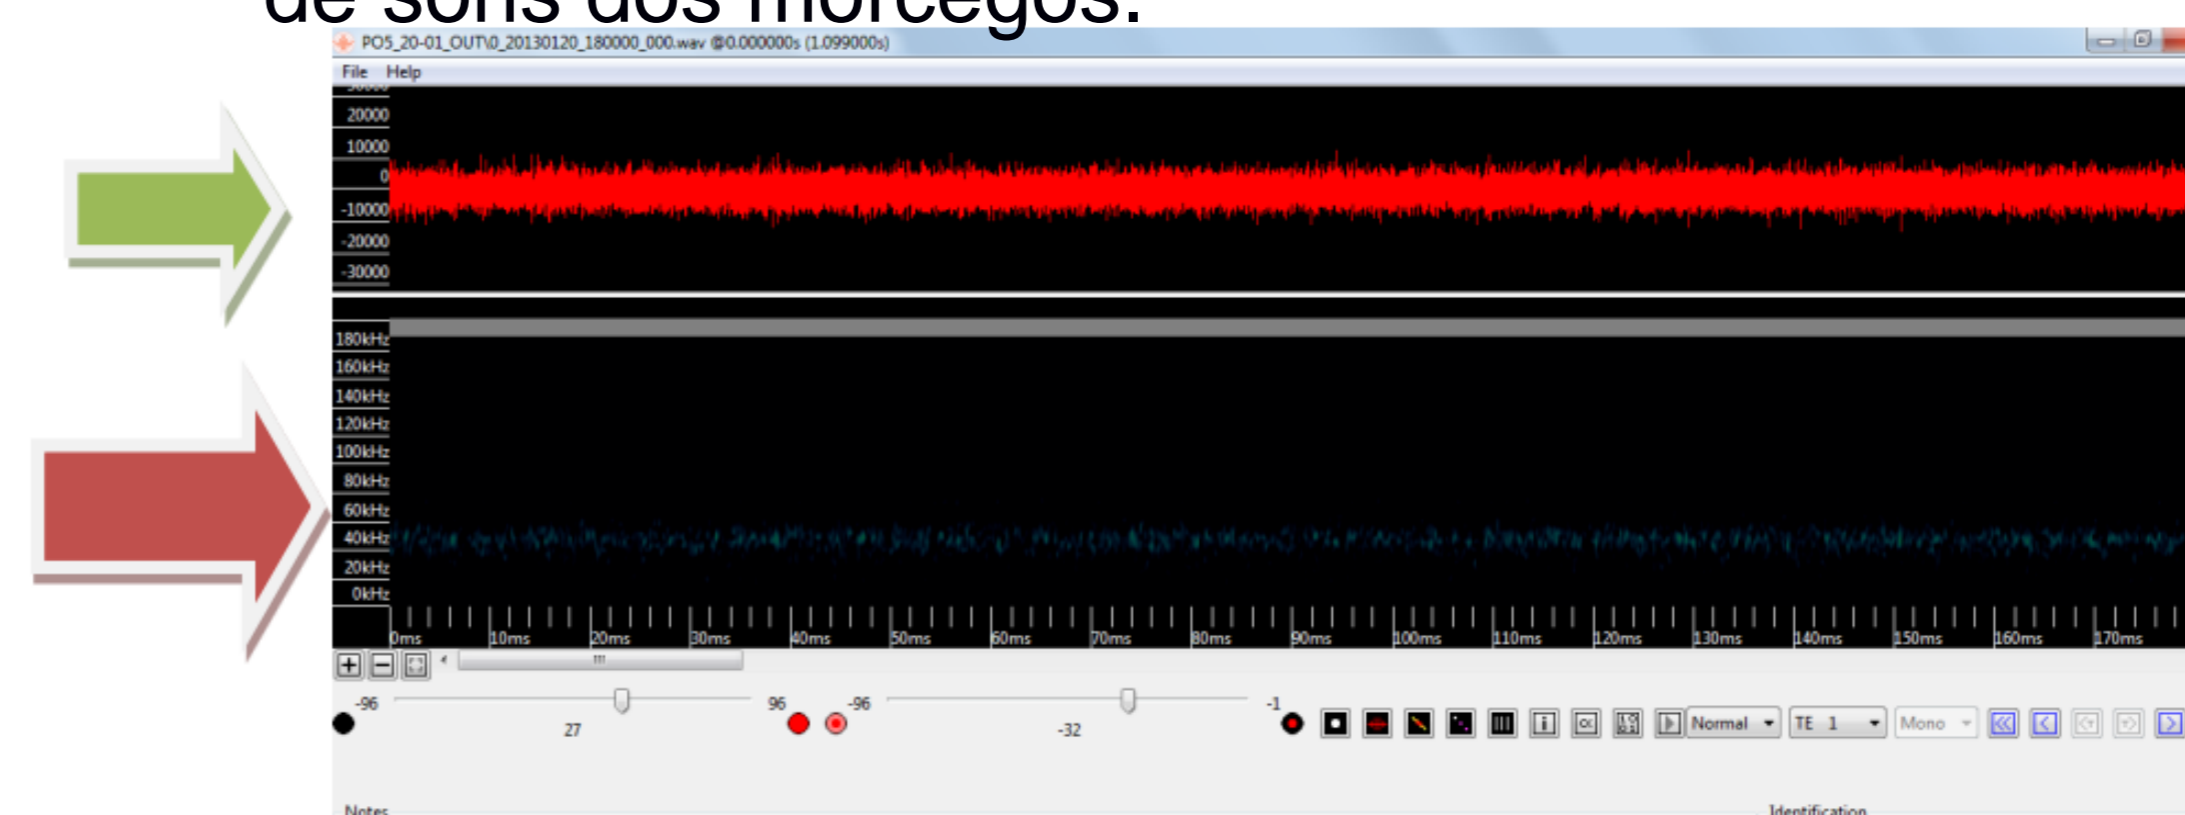 de sons dos morcegos.
PO5_20-01_OUT\0_20130120_180000_000.wav @0.000000s (1.099000s)
File Help
30000
20000
10000
0
-10000
-20000
-30000
180kHz
160kHz
140kHz
120kHz
100kHz
80kHz
60kHz
40kHz
20kHz
0kHz
0ms 10ms 20ms 30ms 40ms 50ms 60ms 70ms 80ms 90ms 100ms 110ms 120ms 130ms 140ms 150ms 160ms 170ms
-96 96 -96 -1
27 -32
Normal TE 1 Mono
Notes Identification